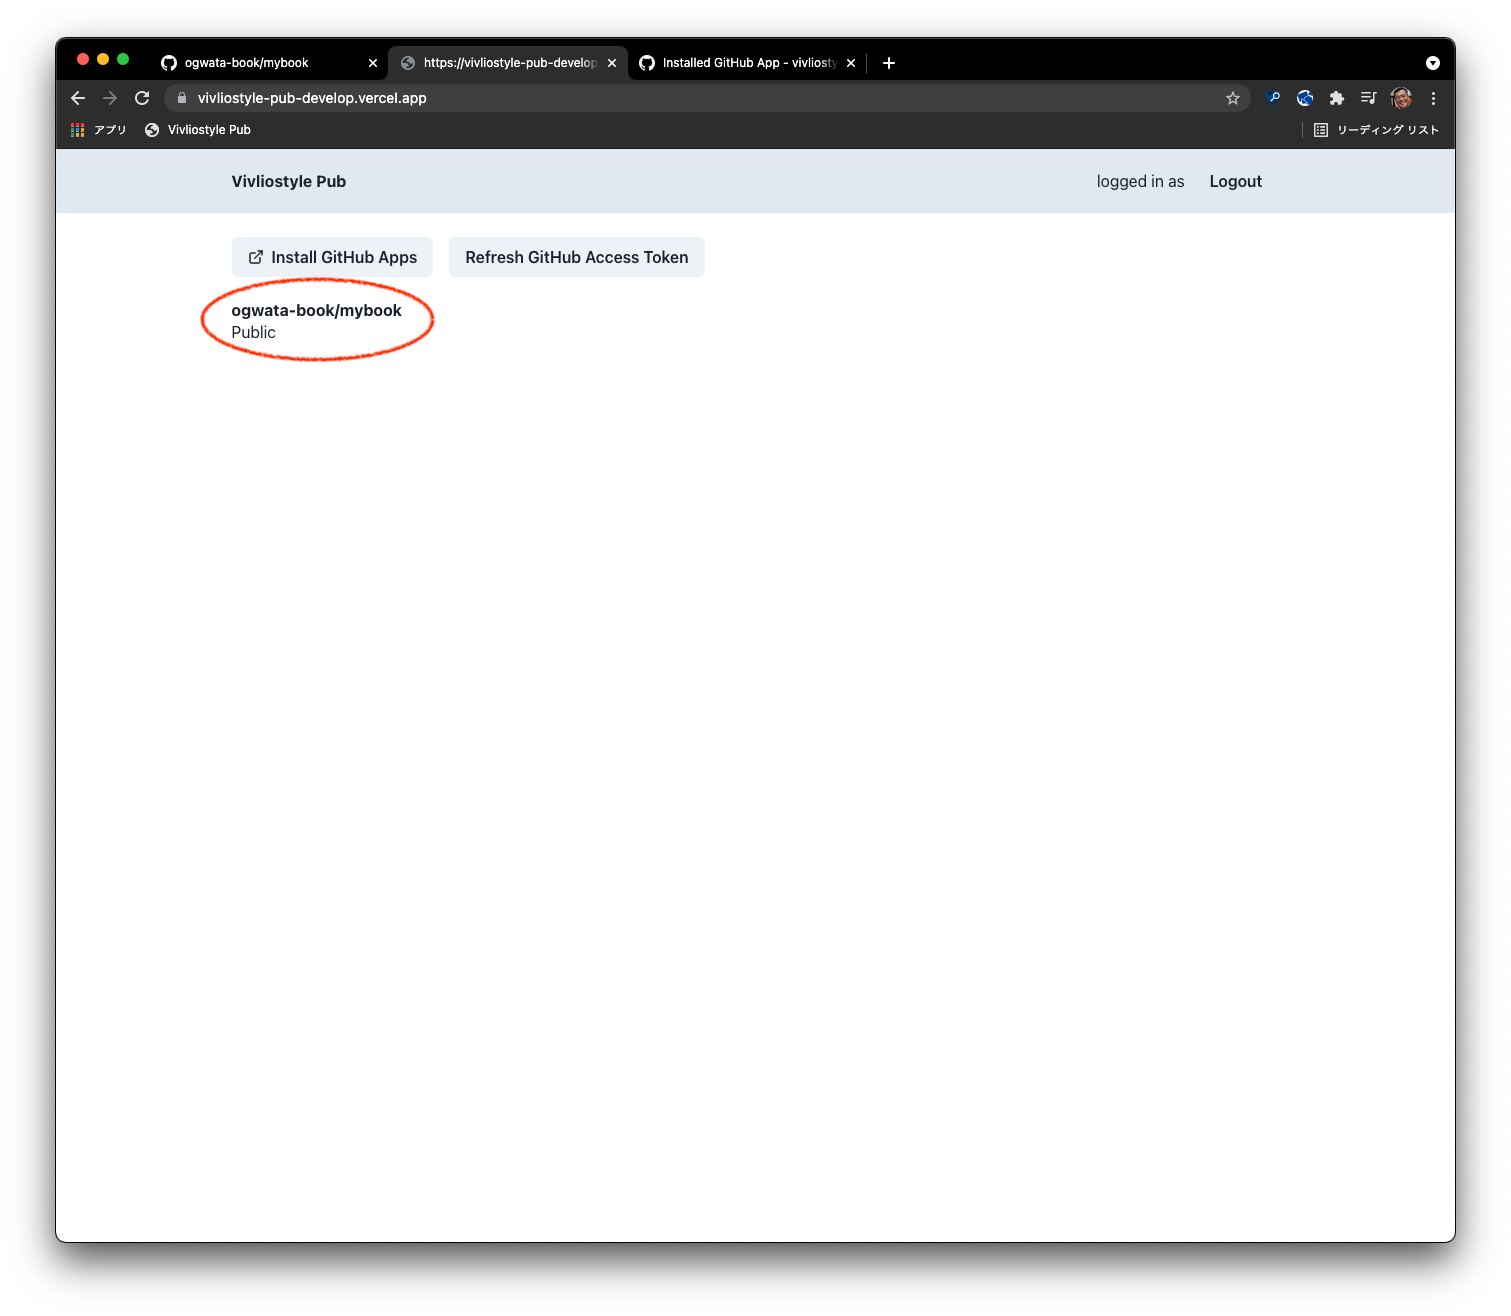 ogwata-book/mybook
https://vivliostyle-pub-develop
Installed GitHub App - vivliosty
vivliostyle-pub-develop.vercel.app
アプリ
Vivliostyle Pub
リーディング リスト
Vivliostyle Pub
logged in as
Logout
Install GitHub Apps
Refresh GitHub Access Token
ogwata-book/mybook
Public